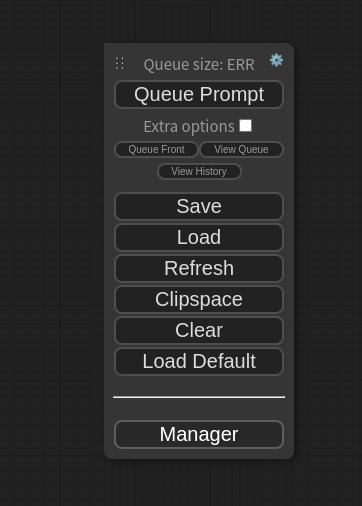 Queue size: ERR
Queue Prompt
Extra options
Queue Front View Queue
View History
Save
Load
Refresh
Clipspace
Clear
Load Default
Manager